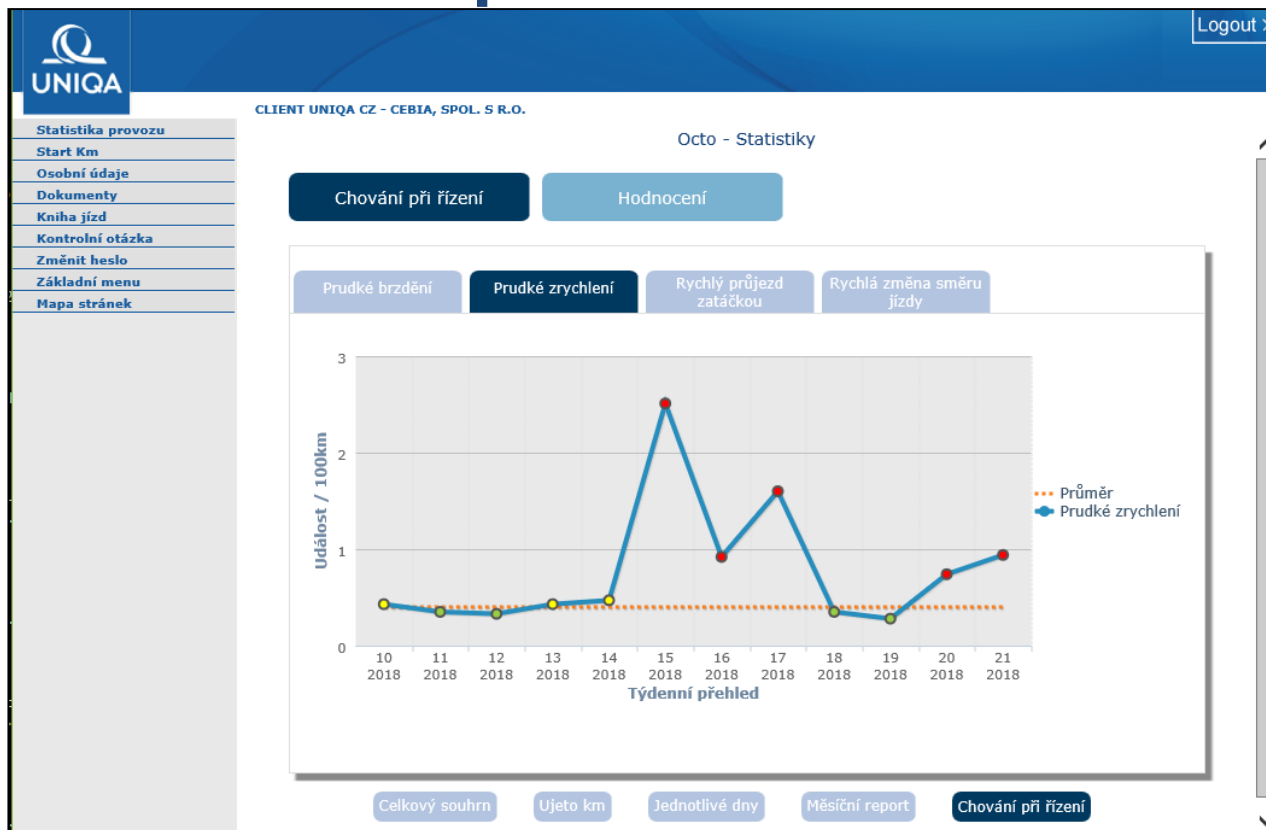 Logout
UNIQA
CLIENT UNIQA CZ - CEBIA, SPOL. S R.O.
Statistika provozu
Start Km
Osobní údaje
Dokumenty
Kniha jízd
Kontrolní otázka
Změnit heslo
Základní menu
Mapa stránek
Octo - Statistiky
Chování při řízení
Hodnocení
Prudké brzdění
Prudké zrychlení
Rychlý průjezd
zatáčkou
Rychlá změna směru
jízdy
3
2
1
0
Událost / 100km
10 11 12 13 14 15 16 17 18 19 20 21
2018 2018 2018 2018 2018 2018 2018 2018 2018 2018 2018 2018
Týdenní přehled
Průměr
Prudké zrychlení
Celkový souhrn
Ujeto km
Jednotlivé dny
Měsíční report
Chování při řízení